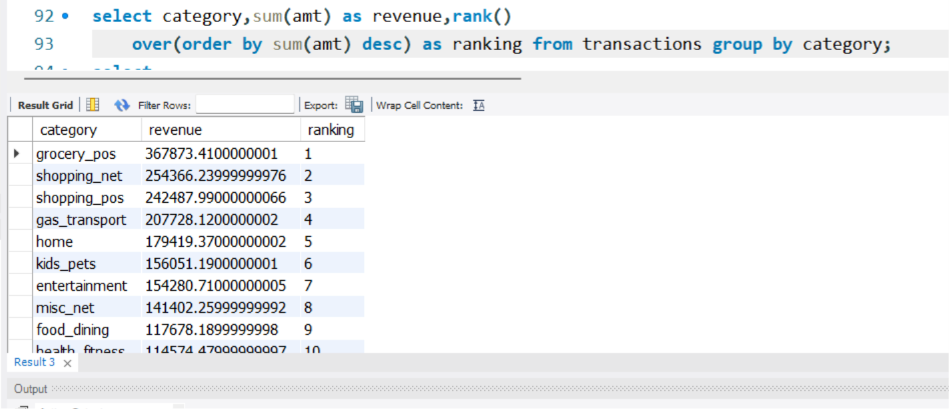 92 select category,sum(amt) as revenue,rank()
93 over(order by sum(amt) desc) as ranking from transactions group by category;
Result Grid Filter Rows: Export: Wrap Cell Content: IA
category revenue ranking
grocery_pos 367873.4100000001 1
shopping_net 254366.23999999976 2
shopping_pos 242487.99000000066 3
gas_transport 207728.1200000002 4
home 179419.37000000002 5
kids_pets 156051.1900000001 6
entertainment 154280.71000000005 7
misc_net 141402.25999999992 8
food_dining 117678.1899999998 9
health_fitness 114574.47999999997 10
Result 3 ×
Output